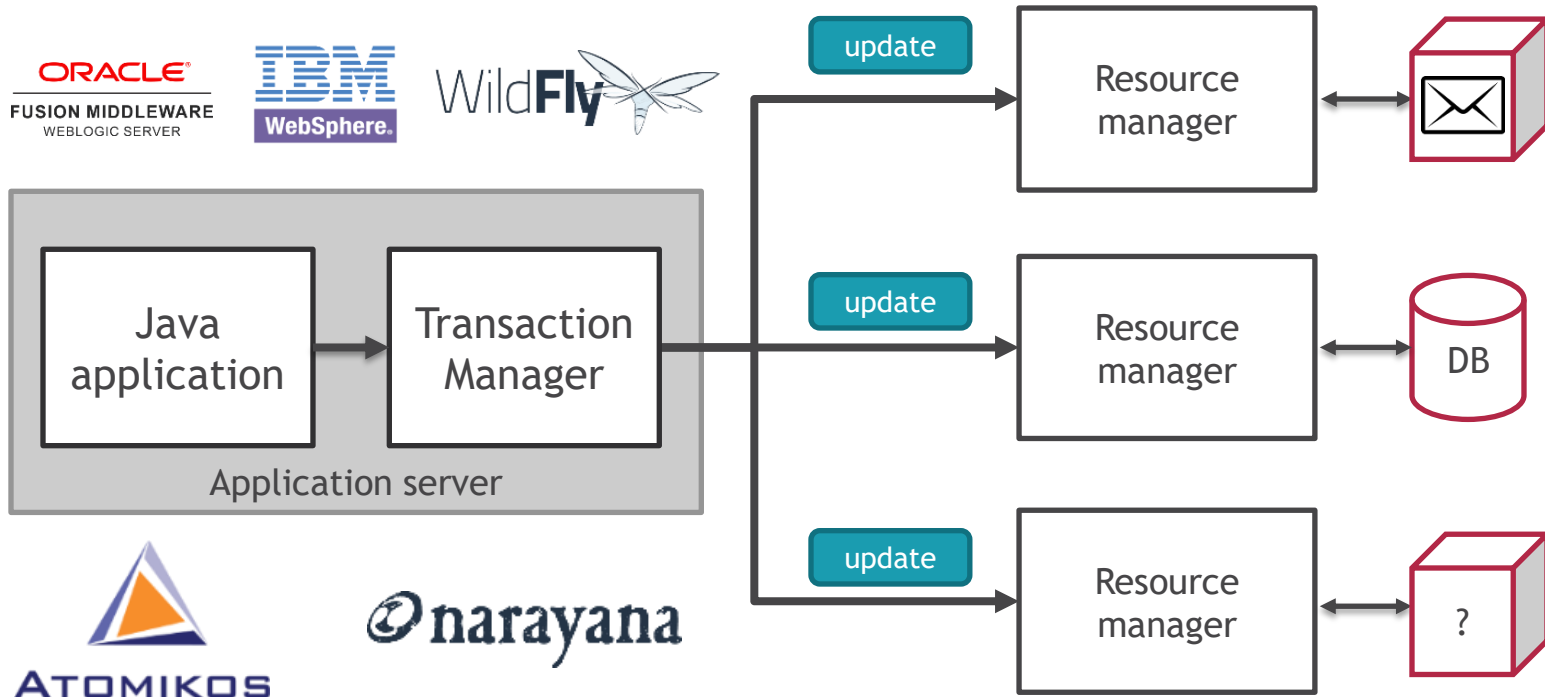 ORACLE®
FUSION MIDDLEWARE
WEBLOGIC SERVER
IBM
WebSphere.
WildFly
update
Resource
manager
Java
application
Transaction
Manager
Application server
update
Resource
manager
DB
update
Resource
manager
?
ATOMIKOS
narayana